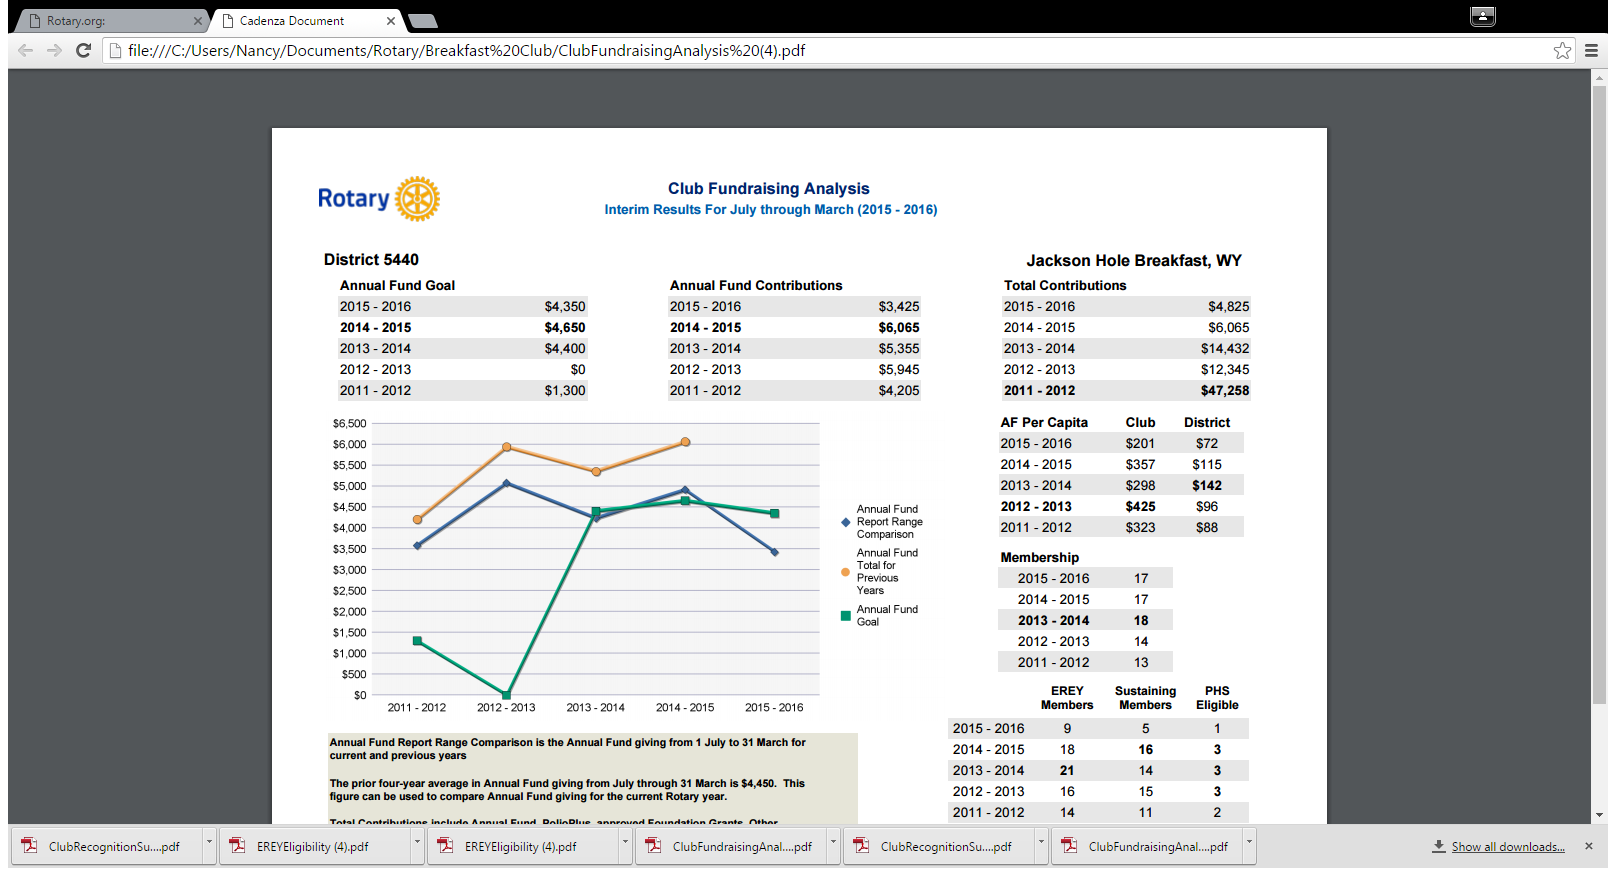 Rotary.org:
Cadenza Document
file:///C:/Users/Nancy/Documents/Rotary/Breakfast%20Club/ClubFundraisingAnalysis%20(4).pdf
Rotary
Club Fundraising Analysis
Interim Results For July through March (2015 - 2016)
District 5440
Jackson Hole Breakfast, WY
Annual Fund Goal
2015 - 2016 $4,350
2014 - 2015 $4,650
2013 - 2014 $4,400
2012 - 2013 $0
2011 - 2012 $1,300
Annual Fund Contributions
2015 - 2016 $3,425
2014 - 2015 $6,065
2013 - 2014 $5,355
2012 - 2013 $5,945
2011 - 2012 $4,205
Total Contributions
2015 - 2016 $4,825
2014 - 2015 $6,065
2013 - 2014 $14,432
2012 - 2013 $12,345
2011 - 2012 $47,258
$6,500
$6,000
$5,500
$5,000
$4,500
$4,000
$3,500
$3,000
$2,500
$2,000
$1,500
$1,000
$500
$0
2011 - 2012 2012 - 2013 2013 - 2014 2014 - 2015 2015 - 2016
Annual Fund
Report Range
Comparison
Annual Fund
Total for
Previous
Years
Annual Fund
Goal
AF Per Capita Club District
2015 - 2016 $201 $72
2014 - 2015 $357 $115
2013 - 2014 $298 $142
2012 - 2013 $425 $96
2011 - 2012 $323 $88
Membership
2015 - 2016 17
2014 - 2015 17
2013 - 2014 18
2012 - 2013 14
2011 - 2012 13
EREY Sustaining PHS
Members Members Eligible
2015 - 2016 9 5 1
2014 - 2015 18 16 3
2013 - 2014 21 14 3
2012 - 2013 16 15 3
2011 - 2012 14 11 2
Annual Fund Report Range Comparison is the Annual Fund giving from 1 July to 31 March for
current and previous years
The prior four-year average in Annual Fund giving from July through 31 March is $4,450. This
figure can be used to compare Annual Fund giving for the current Rotary year.
Total Contributions include Annual Fund, PolioPlus, approved Foundation Grants, Other
ClubRecognitionSu....pdf
EREYEligibility (4).pdf
EREYEligibility (4).pdf
ClubFundraisingAnal....pdf
ClubRecognitionSu....pdf
ClubFundraisingAnal....pdf
Show all downloads...